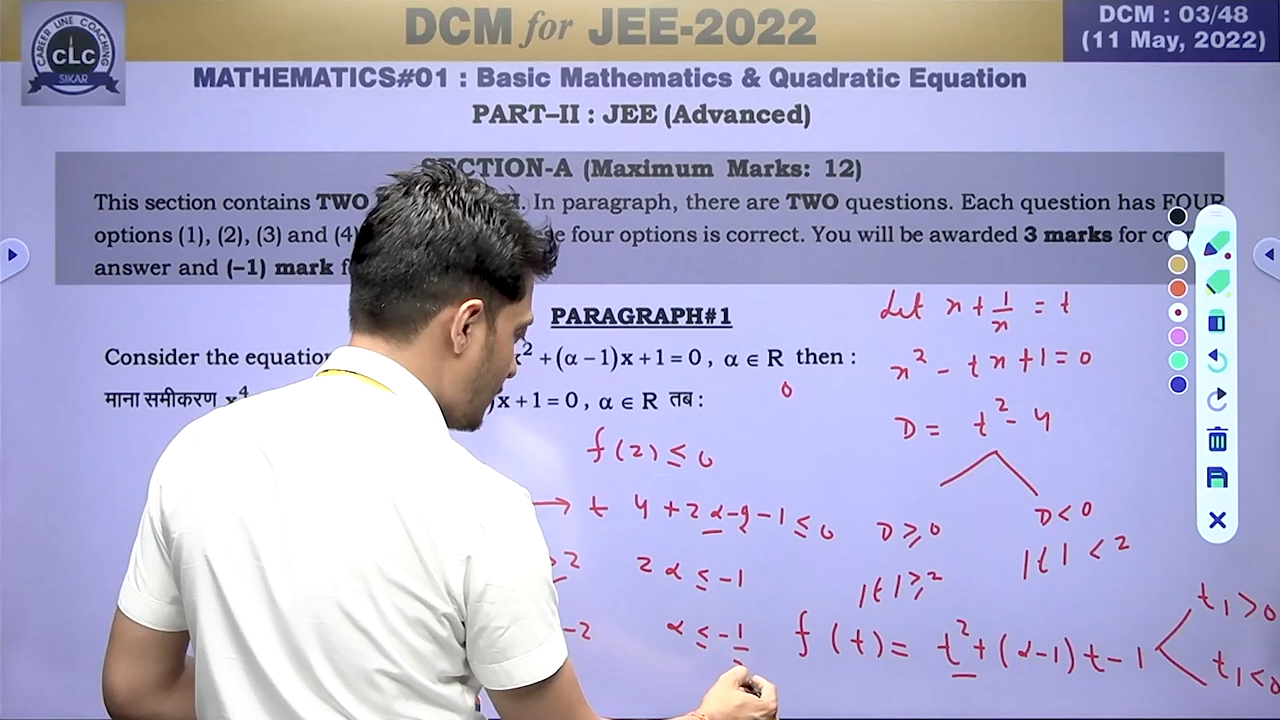 DCM for JEE-2022
DCM : 03/48
(11 May, 2022)
CAREER LINE COACHING
CLC
SIKAR
MATHEMATICS#01 : Basic Mathematics & Quadratic Equation
PART–II : JEE (Advanced)
SECTION-A (Maximum Marks: 12)
This section contains TWO . In paragraph, there are TWO questions. Each question has FOUR
options (1), (2), (3) and (4) four options is correct. You will be awarded 3 marks for
answer and (–1) mark
PARAGRAPH#1
Consider the x² + (α – 1)x + 1 = 0 , α ∈ R then :
माना समीकरण x⁴ x + 1 = 0 , α ∈ R तब :
0
Let x + 1/x = t
x² - tx + 1 = 0
D = t² - 4
D ≥ 0
D < 0
|t| ≥ 2
|t| < 2
f(2) ≤ 0
→ t 4 + 2α - 2 - 1 ≤ 0
≥ 2 2α ≤ -1
-2 α ≤ -1
f(t) = t² + (α-1)t - 1
t₁ > 0
t₁ < 0